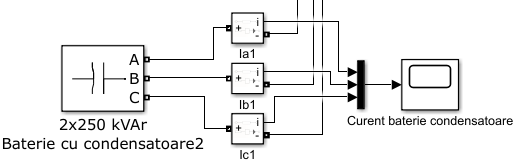 i
+
-
Ia1
A
B
C
i
+
-
Ib1
2x250 kVAr
Baterie cu condensatoare2
i
+
-
Ic1
Curent baterie condensatoare